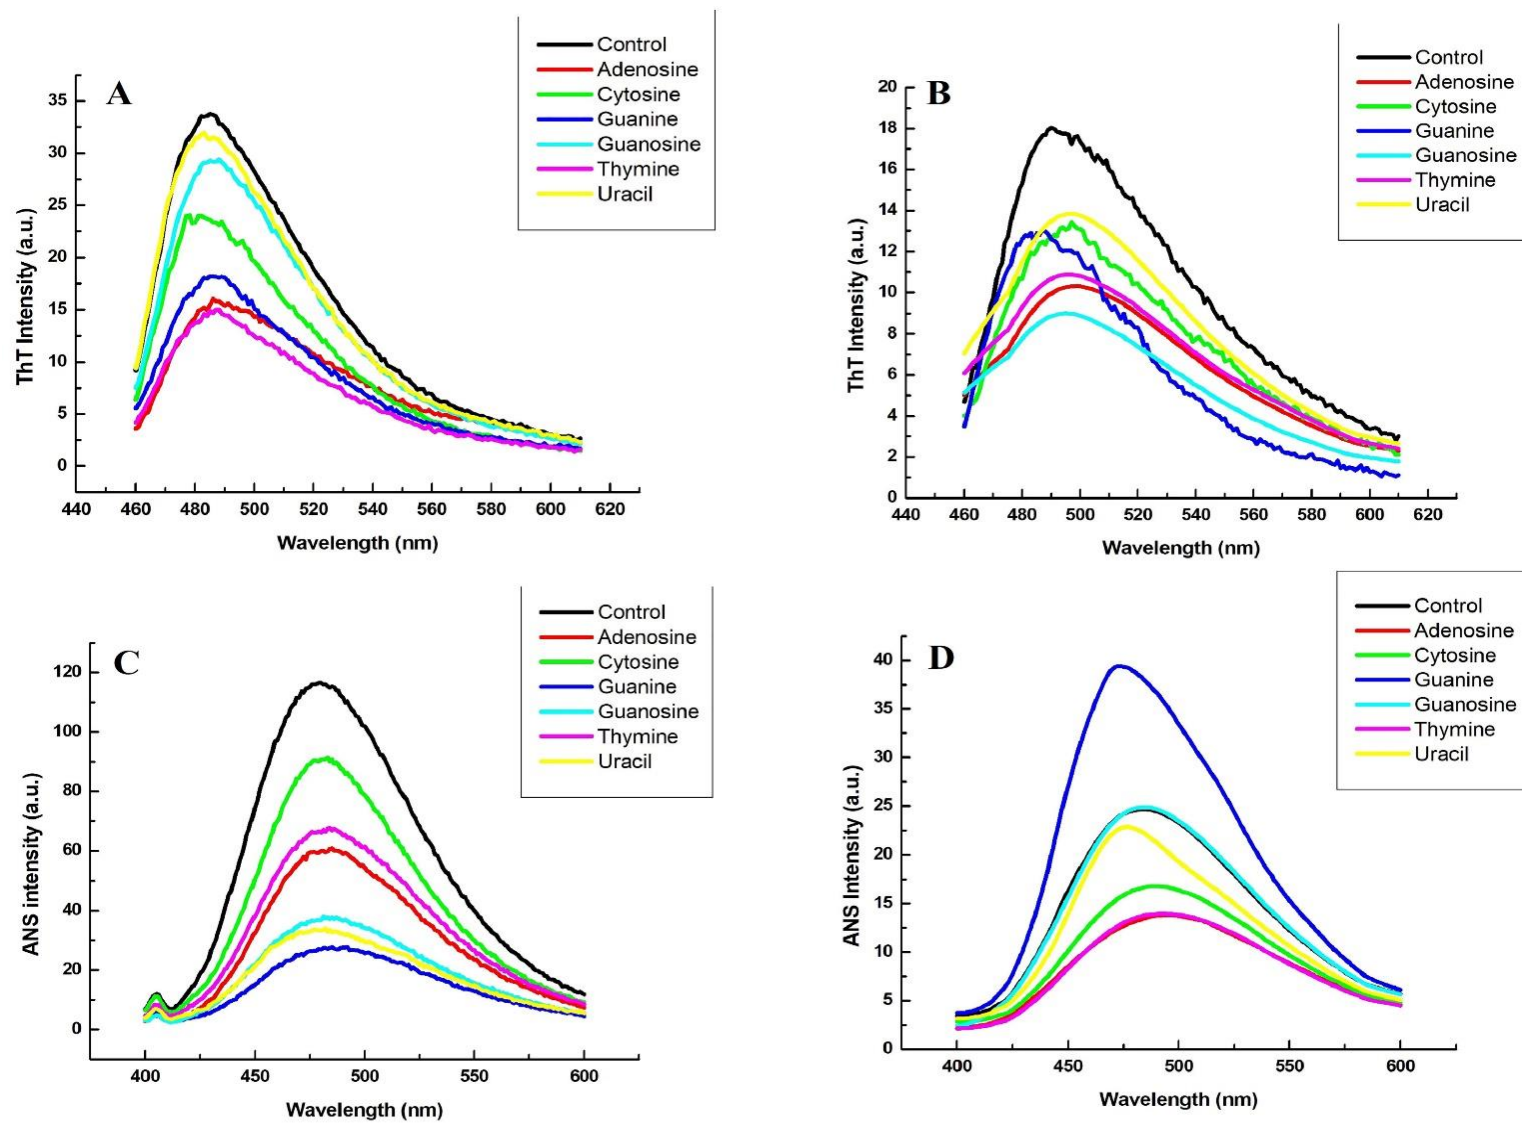 A
Control
Adenosine
Cytosine
Guanine
Guanosine
Thymine
Uracil
ThT Intensity (a.u.)
35
30
25
20
15
10
5
0
440 460 480 500 520 540 560 580 600 620
Wavelength (nm)
B
Control
Adenosine
Cytosine
Guanine
Guanosine
Thymine
Uracil
ThT Intensity (a.u.)
20
18
16
14
12
10
8
6
4
2
0
440 460 480 500 520 540 560 580 600 620
Wavelength (nm)
C
Control
Adenosine
Cytosine
Guanine
Guanosine
Thymine
Uracil
ANS intensity (a.u.)
120
100
80
60
40
20
0
400 450 500 550 600
Wavelength (nm)
D
Control
Adenosine
Cytosine
Guanine
Guanosine
Thymine
Uracil
ANS Intensity (a.u.)
40
35
30
25
20
15
10
5
0
400 450 500 550 600
Wavelength (nm)